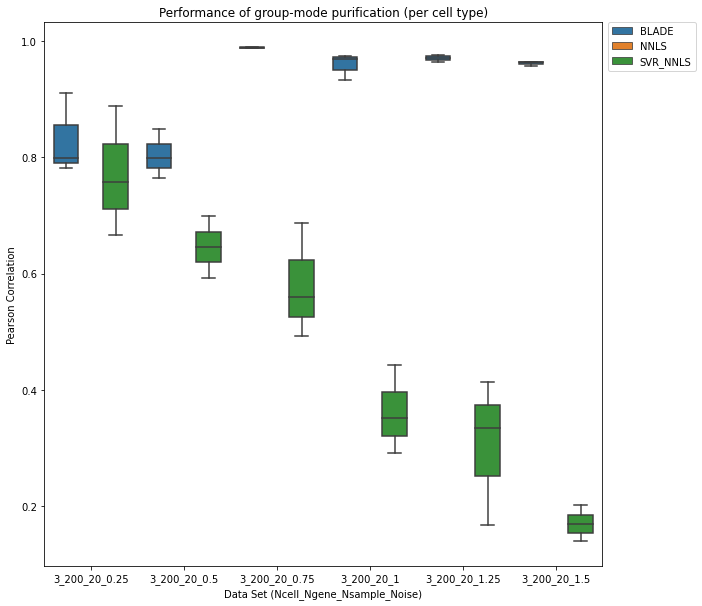 Performance of group-mode purification (per cell type)
BLADE
NNLS
SVR_NNLS
1.0
0.8
0.6
0.4
0.2
Pearson Correlation
3_200_20_0.25
3_200_20_0.5
3_200_20_0.75
3_200_20_1
3_200_20_1.25
3_200_20_1.5
Data Set (Ncell_Ngene_Nsample_Noise)